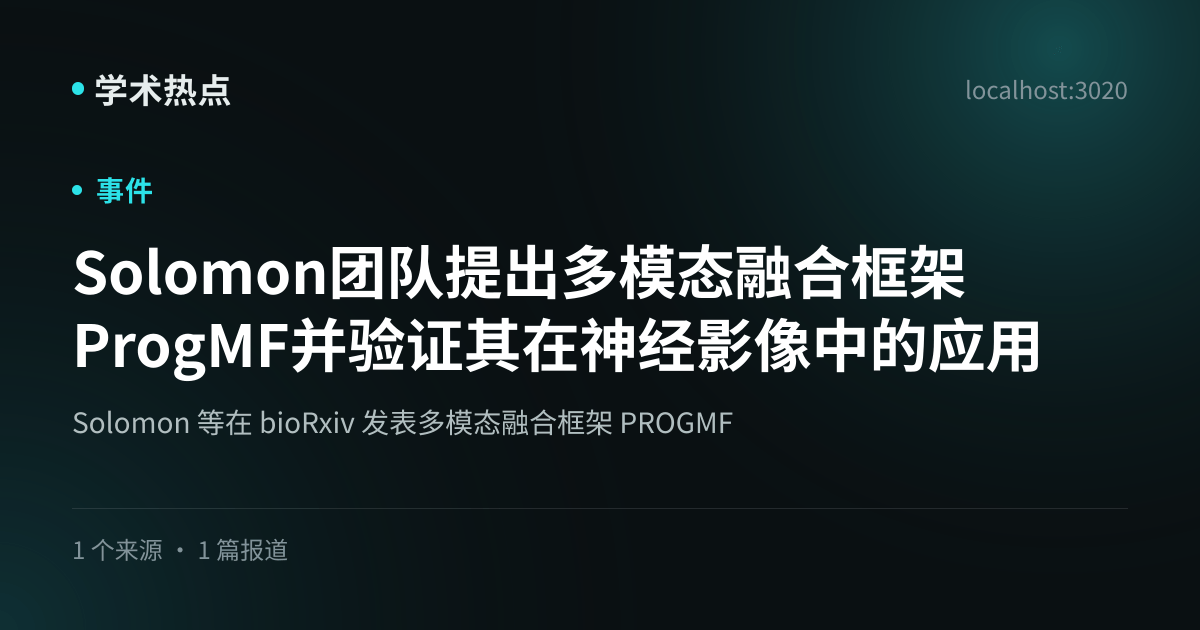 学术热点
localhost:3020
事件
Solomon团队提出多模态融合框架
ProgMF并验证其在神经影像中的应用
Solomon 等在 bioRxiv 发表多模态融合框架 PROGMF
1 个来源 · 1 篇报道